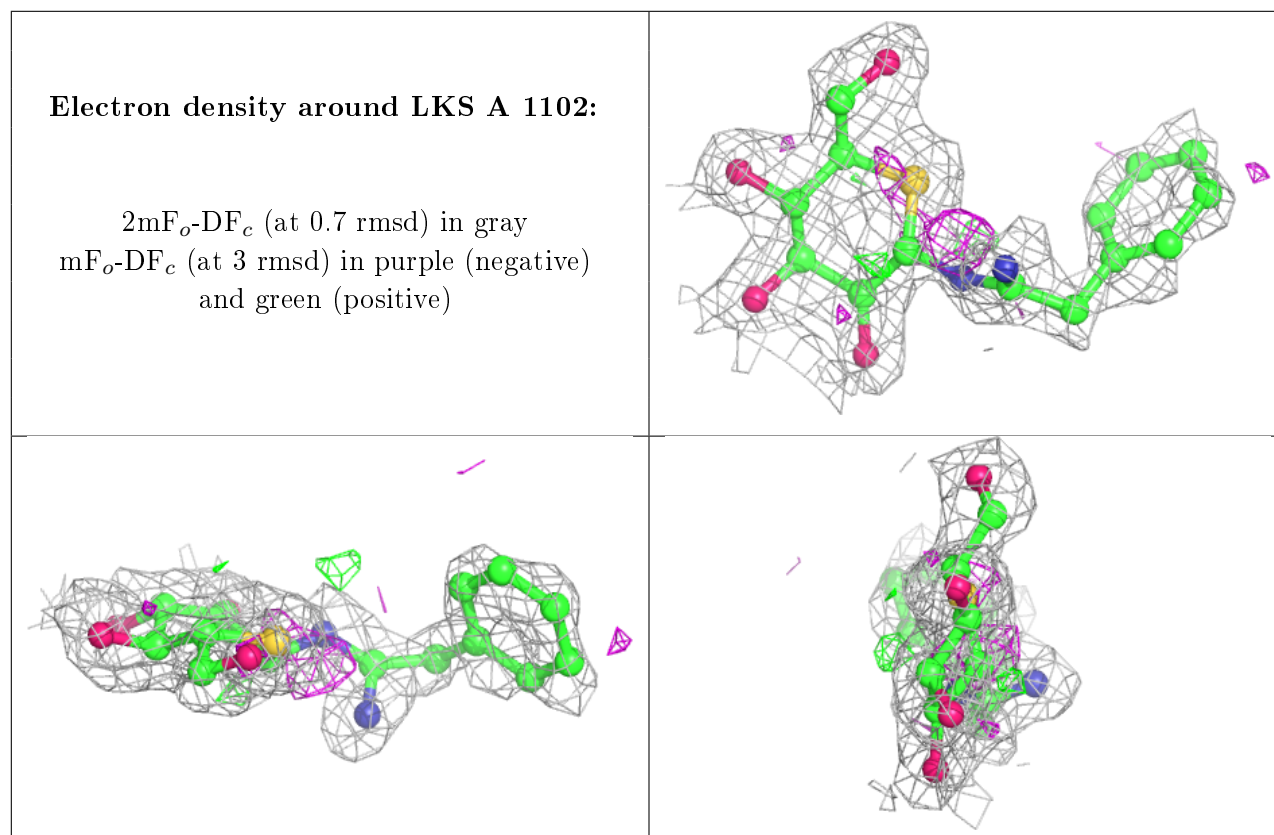 Electron density around LKS A 1102:
2mFo-DFc (at 0.7 rmsd) in gray
mFo-DFc (at 3 rmsd) in purple (negative)
and green (positive)